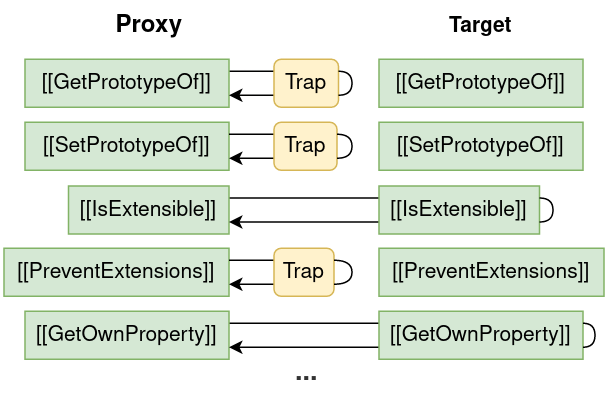 Proxy Target
[[GetPrototypeOf]] Trap [[GetPrototypeOf]]
[[SetPrototypeOf]] Trap [[SetPrototypeOf]]
[[IsExtensible]] [[IsExtensible]]
[[PreventExtensions]] Trap [[PreventExtensions]]
[[GetOwnProperty]] [[GetOwnProperty]]
...